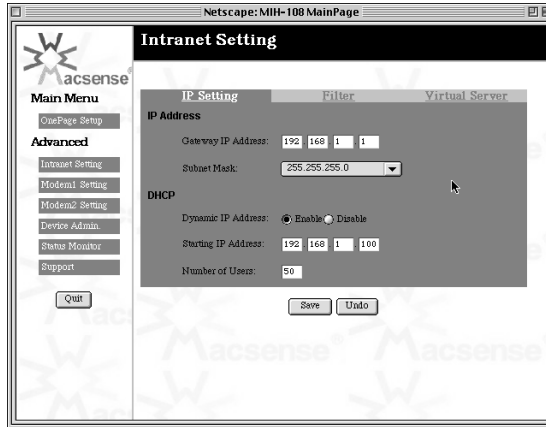 Netscape: MIH-108 MainPage
Macsense
Intranet Setting
Main Menu
OnePage Setup
Advanced
Intranet Setting
Modem1 Setting
Modem2 Setting
Device Admin.
Status Monitor
Support
Quit
IP Setting Filter Virtual Server
IP Address
Gateway IP Address: 192 . 168 . 1 . 1
Subnet Mask: 255.255.255.0
DHCP
Dynamic IP Address: Enable Disable
Starting IP Address: 192 . 168 . 1 . 100
Number of Users: 50
Save Undo
Macsense Macsense